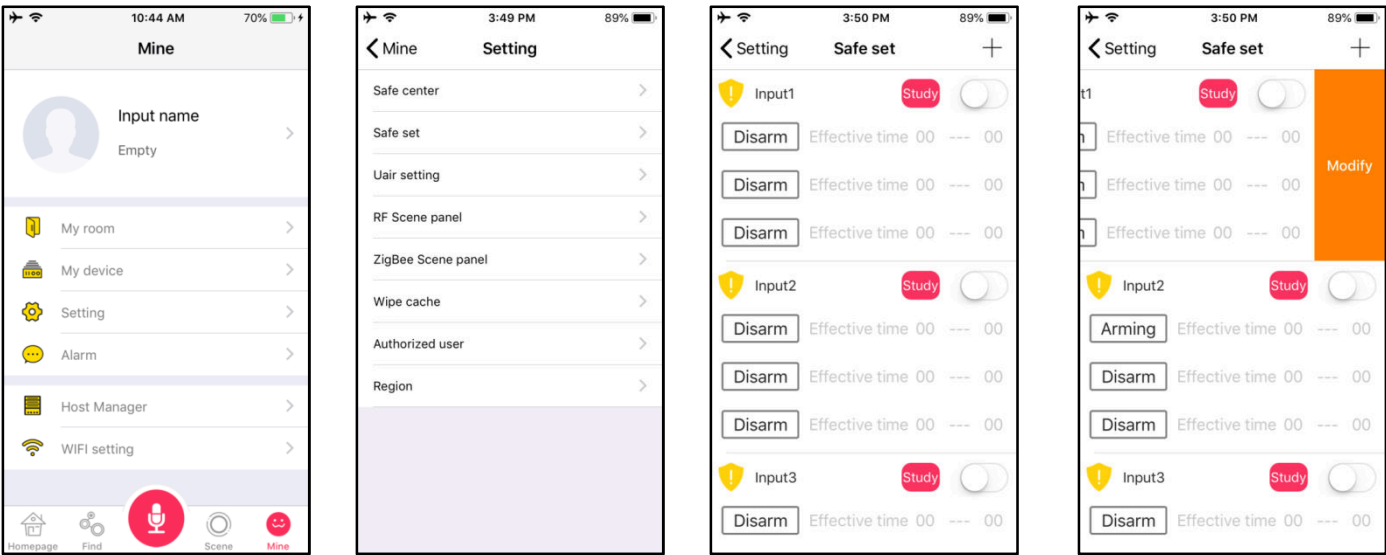 10:44 AM 70%
Mine
Input name
Empty
My room
My device
Setting
Alarm
Host Manager
WIFI setting
Homepage Find Scene Mine
3:49 PM 89%
Mine Setting
Safe center
Safe set
Uair setting
RF Scene panel
ZigBee Scene panel
Wipe cache
Authorized user
Region
3:50 PM 89%
Setting Safe set +
Input1 Study
Disarm Effective time 00 --- 00
Disarm Effective time 00 --- 00
Disarm Effective time 00 --- 00
Input2 Study
Disarm Effective time 00 --- 00
Disarm Effective time 00 --- 00
Disarm Effective time 00 --- 00
Input3 Study
Disarm Effective time 00 --- 00
3:50 PM 89%
Setting Safe set +
t1 Study
n Effective time 00 --- 00
Modify
n Effective time 00 --- 00
n Effective time 00 --- 00
Input2 Study
Arming Effective time 00 --- 00
Disarm Effective time 00 --- 00
Disarm Effective time 00 --- 00
Input3 Study
Disarm Effective time 00 --- 00